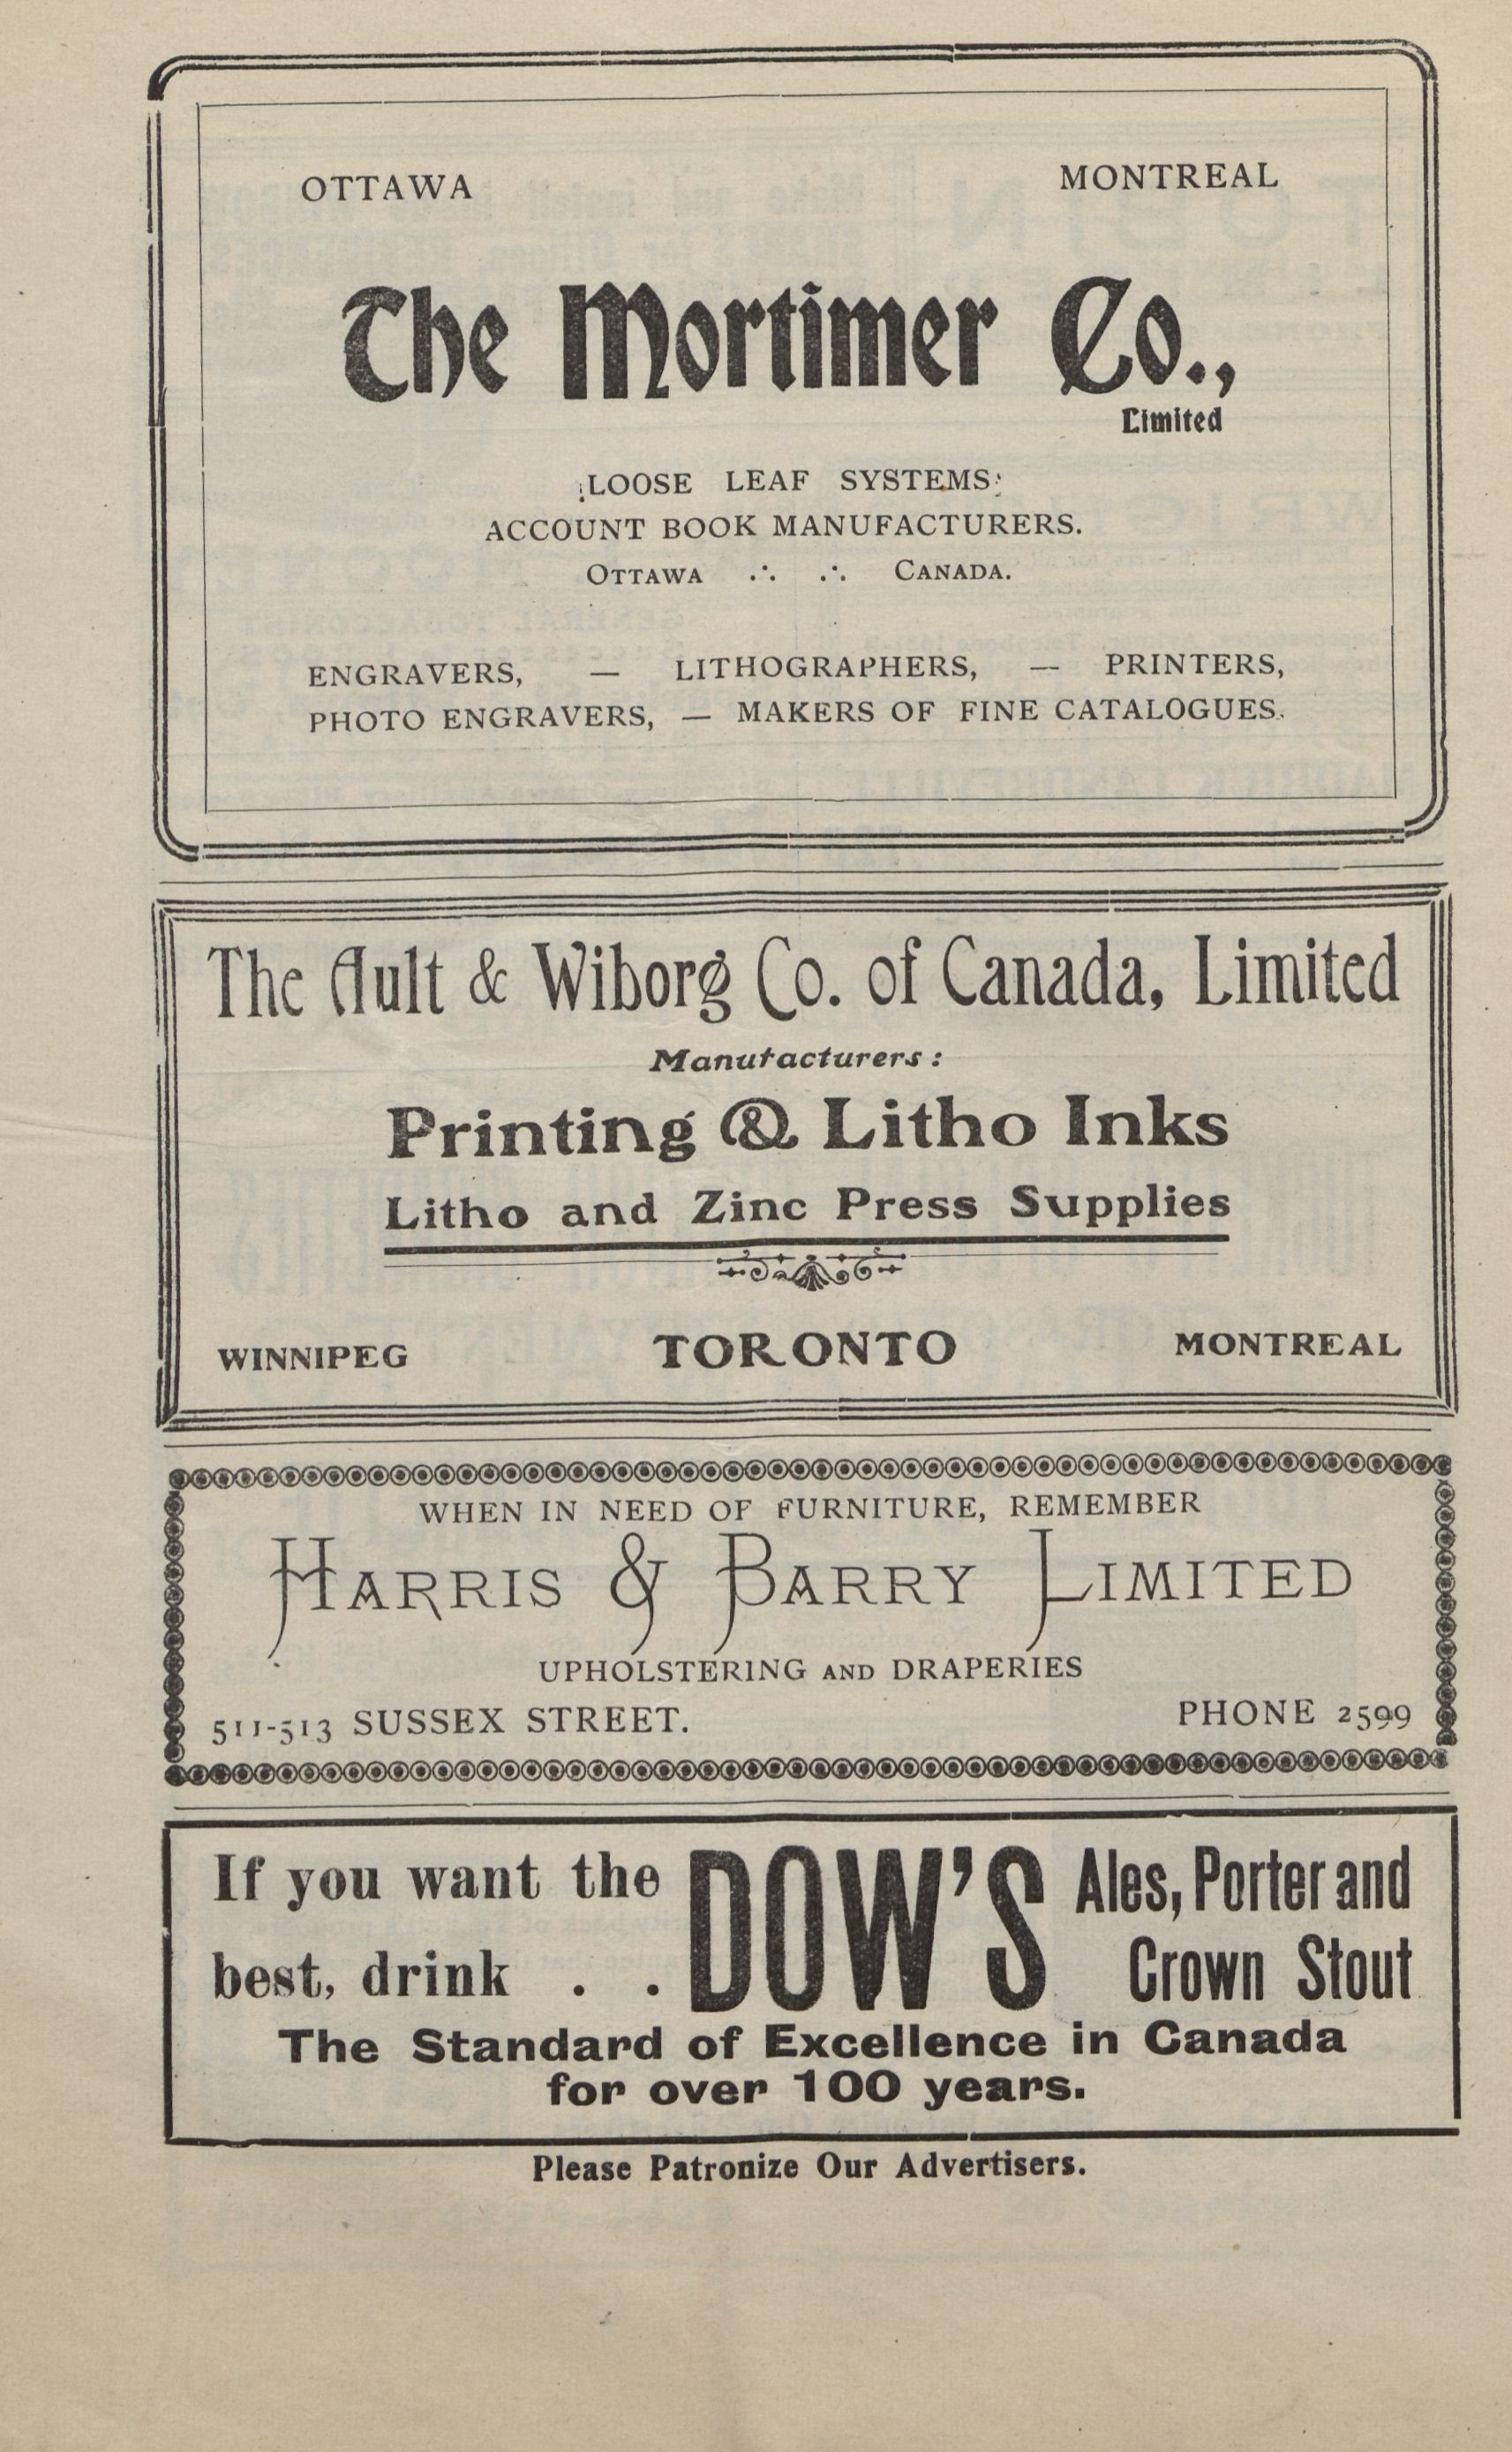 OTTAWA MONTREAL
The Mortimer Co.,
Limited
LOOSE LEAF SYSTEMS:
ACCOUNT BOOK MANUFACTURERS.
OTTAWA ∴ ∴ CANADA.
ENGRAVERS, — LITHOGRAPHERS, — PRINTERS,
PHOTO ENGRAVERS, — MAKERS OF FINE CATALOGUES.
The Ault & Wiborg Co. of Canada, Limited
Manufacturers:
Printing & Litho Inks
Litho and Zinc Press Supplies
WINNIPEG TORONTO MONTREAL
WHEN IN NEED OF FURNITURE, REMEMBER
HARRIS & BARRY LIMITED
UPHOLSTERING AND DRAPERIES
511-513 SUSSEX STREET. PHONE 2599
If you want the DOW'S Ales, Porter and
best, drink . . Crown Stout
The Standard of Excellence in Canada
for over 100 years.
Please Patronize Our Advertisers.